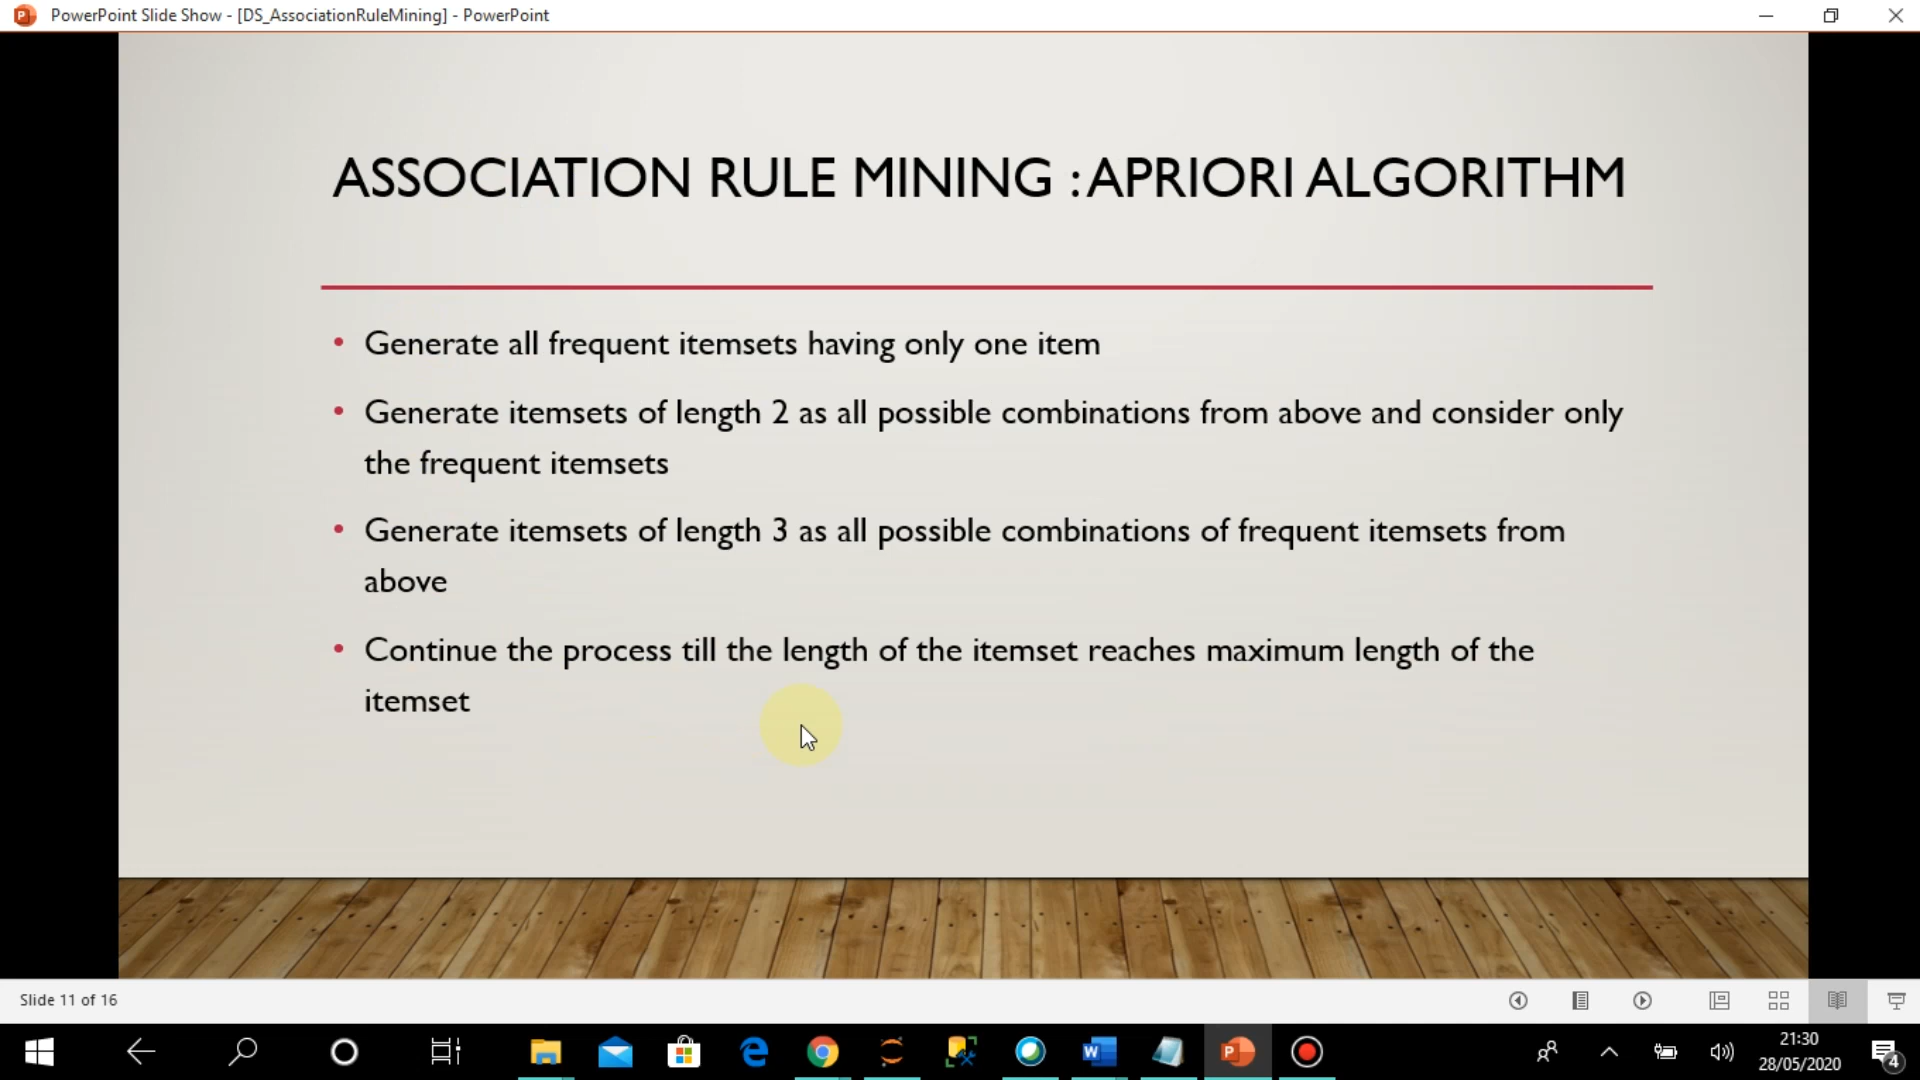 PowerPoint Slide Show - [DS_AssociationRuleMining] - PowerPoint
ASSOCIATION RULE MINING : APRIORI ALGORITHM
• Generate all frequent itemsets having only one item
• Generate itemsets of length 2 as all possible combinations from above and consider only
the frequent itemsets
• Generate itemsets of length 3 as all possible combinations of frequent itemsets from
above
• Continue the process till the length of the itemset reaches maximum length of the
itemset
Slide 11 of 16
21:30
28/05/2020
4